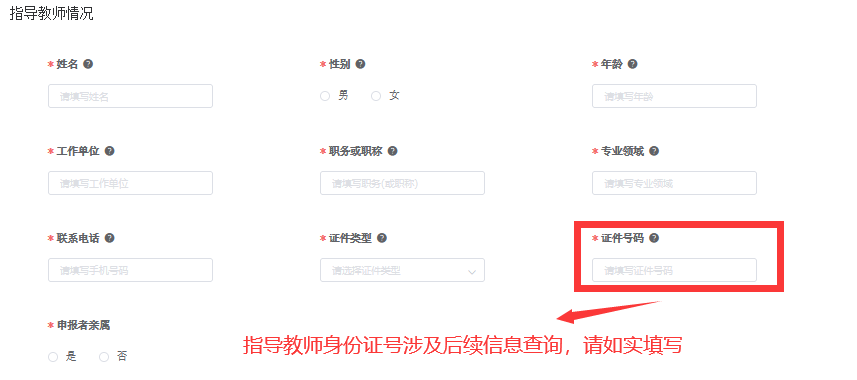 指导教师情况
* 姓名 ?
* 性别 ?
* 年龄 ?
请填写姓名
男
女
请填写年龄
* 工作单位 ?
* 职务或职称 ?
* 专业领域 ?
请填写工作单位
请填写职务(或职称)
请填写专业领域
* 联系电话 ?
* 证件类型 ?
* 证件号码 ?
请填写手机号码
请选择证件类型
请填写证件号码
* 申报者亲属
是
否
指导教师身份证号涉及后续信息查询，请如实填写